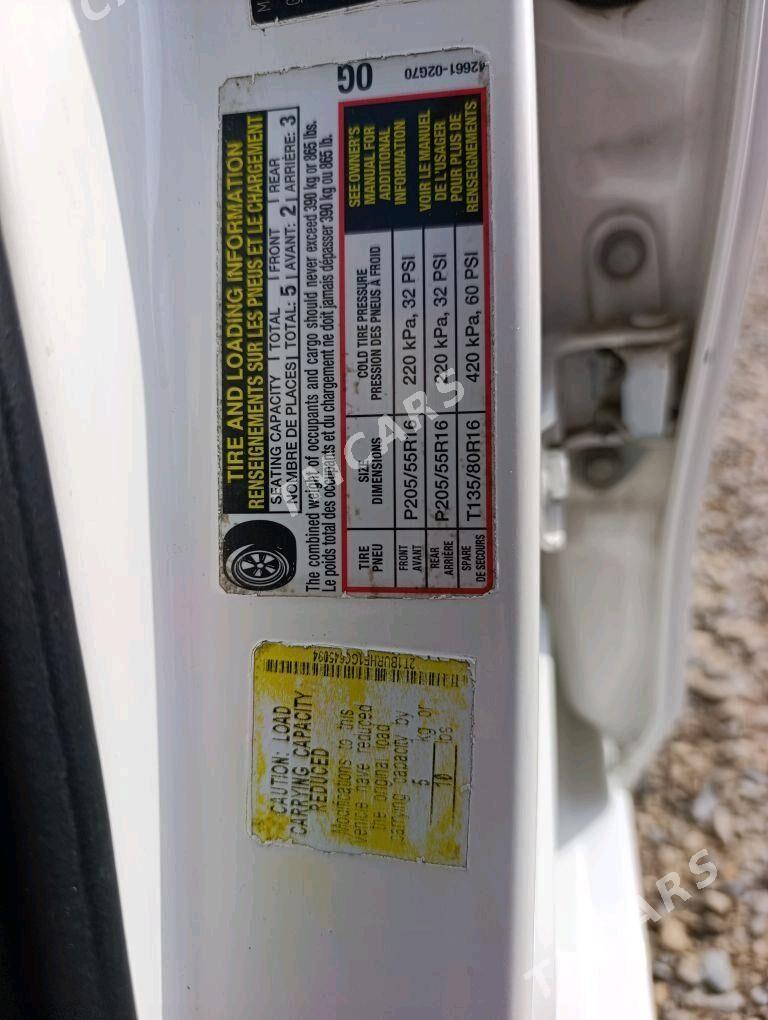 42661-02G70
0G
TIRE AND LOADING INFORMATION
RENSEIGNEMENTS SUR LES PNEUS ET LE CHARGEMENT
SEATING CAPACITY | TOTAL | FRONT | REAR
NOMBRE DE PLACES | TOTAL: 5 | AVANT: 2 | ARRIÈRE: 3
The combined weight of occupants and cargo should never exceed 390 kg or 865 lbs.
Le poids total des occupants et du chargement ne doit jamais dépasser 390 kg ou 865 lb.
TIRE SIZE COLD TIRE PRESSURE
PNEU DIMENSIONS PRESSION DES PNEUS À FROID
FRONT
AVANT P205/55R16 220 kPa, 32 PSI
REAR
ARRIÈRE P205/55R16 220 kPa, 32 PSI
SPARE
DE SECOURS T135/80R16 420 kPa, 60 PSI
SEE OWNER'S
MANUAL FOR
ADDITIONAL
INFORMATION
VOIR LE MANUEL
DE L'USAGER
POUR PLUS DE
RENSEIGNEMENTS
CAUTION: LOAD
CARRYING CAPACITY
REDUCED
Modifications to this
vehicle have reduced
the original load
carrying capacity by
5 kg or
10 lbs
TMCARS